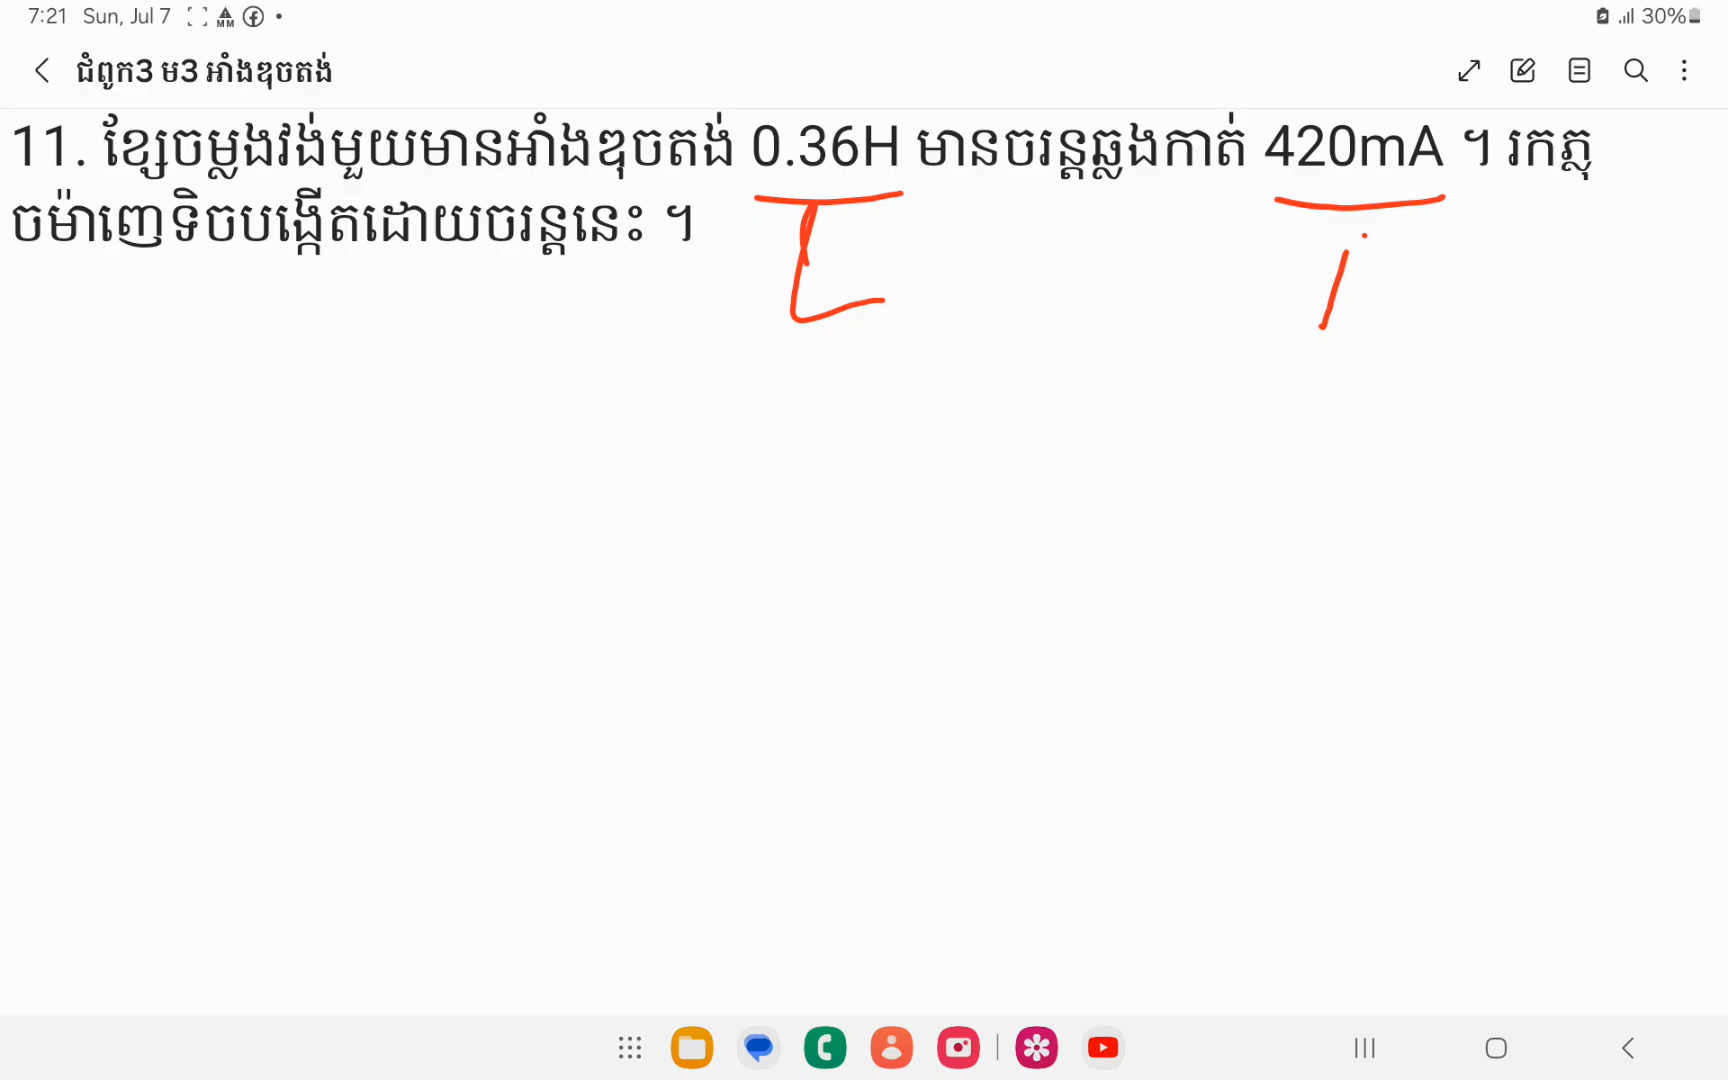 7:21 Sun, Jul 7 30%
ជំពូក3 ម3 អាំងឌុចតង់
11. ខ្សែចម្លងវង់មួយមានអាំងឌុចតង់ 0.36H មានចរន្តឆ្លងកាត់ 420mA ។ រកភ្លុ
ចម៉ាញេទិចបង្កើតដោយចរន្តនេះ ។
L i